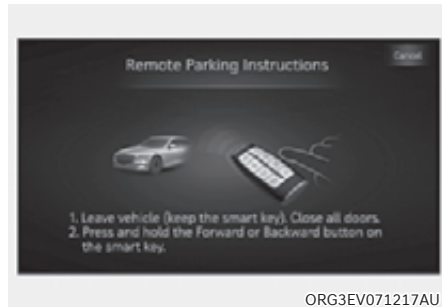 Remote Parking Instructions
Cancel
1. Leave vehicle (keep the smart key). Close all doors.
2. Press and hold the Forward or Backward button on
the smart key.
ORG3EV071217AU